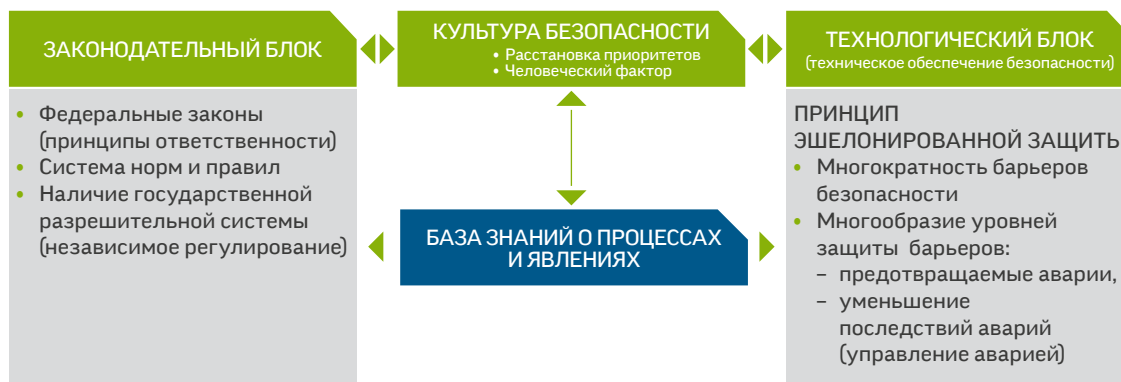 ЗАКОНОДАТЕЛЬНЫЙ БЛОК
• Федеральные законы
(принципы ответственности)
• Система норм и правил
• Наличие государственной
разрешительной системы
(независимое регулирование)
КУЛЬТУРА БЕЗОПАСНОСТИ
• Расстановка приоритетов
• Человеческий фактор
БАЗА ЗНАНИЙ О ПРОЦЕССАХ
И ЯВЛЕНИЯХ
ТЕХНОЛОГИЧЕСКИЙ БЛОК
(техническое обеспечение безопасности)
ПРИНЦИП
ЭШЕЛОНИРОВАННОЙ ЗАЩИТЬ
• Многократность барьеров
безопасности
• Многообразие уровней
защиты барьеров:
– предотвращаемые аварии,
– уменьшение
последствий аварий
(управление аварией)